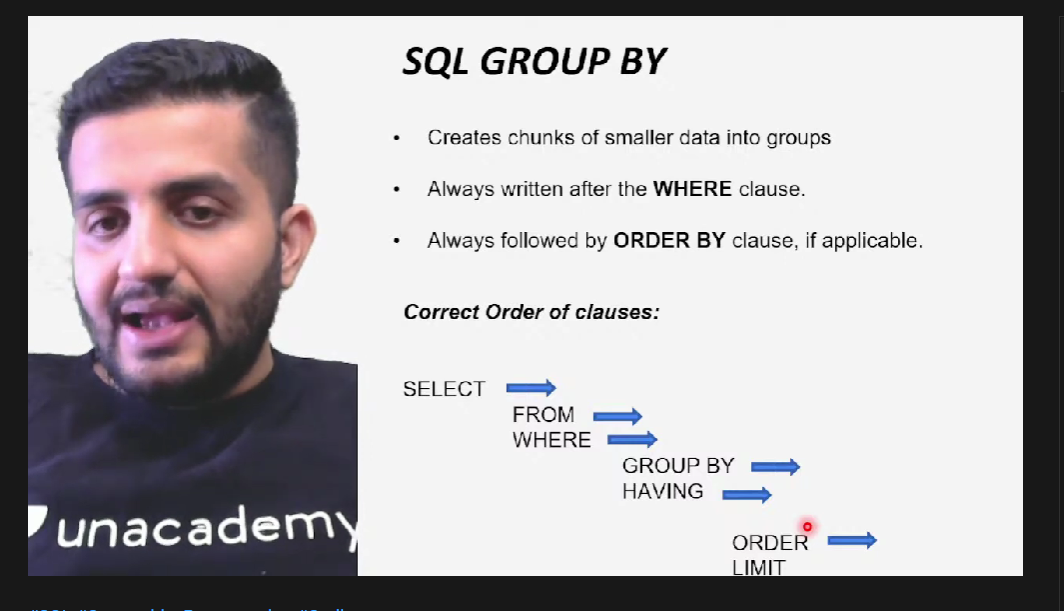 SQL GROUP BY
• Creates chunks of smaller data into groups
• Always written after the WHERE clause.
• Always followed by ORDER BY clause, if applicable.
Correct Order of clauses:
SELECT
FROM
WHERE
GROUP BY
HAVING
ORDER
LIMIT
unacademy